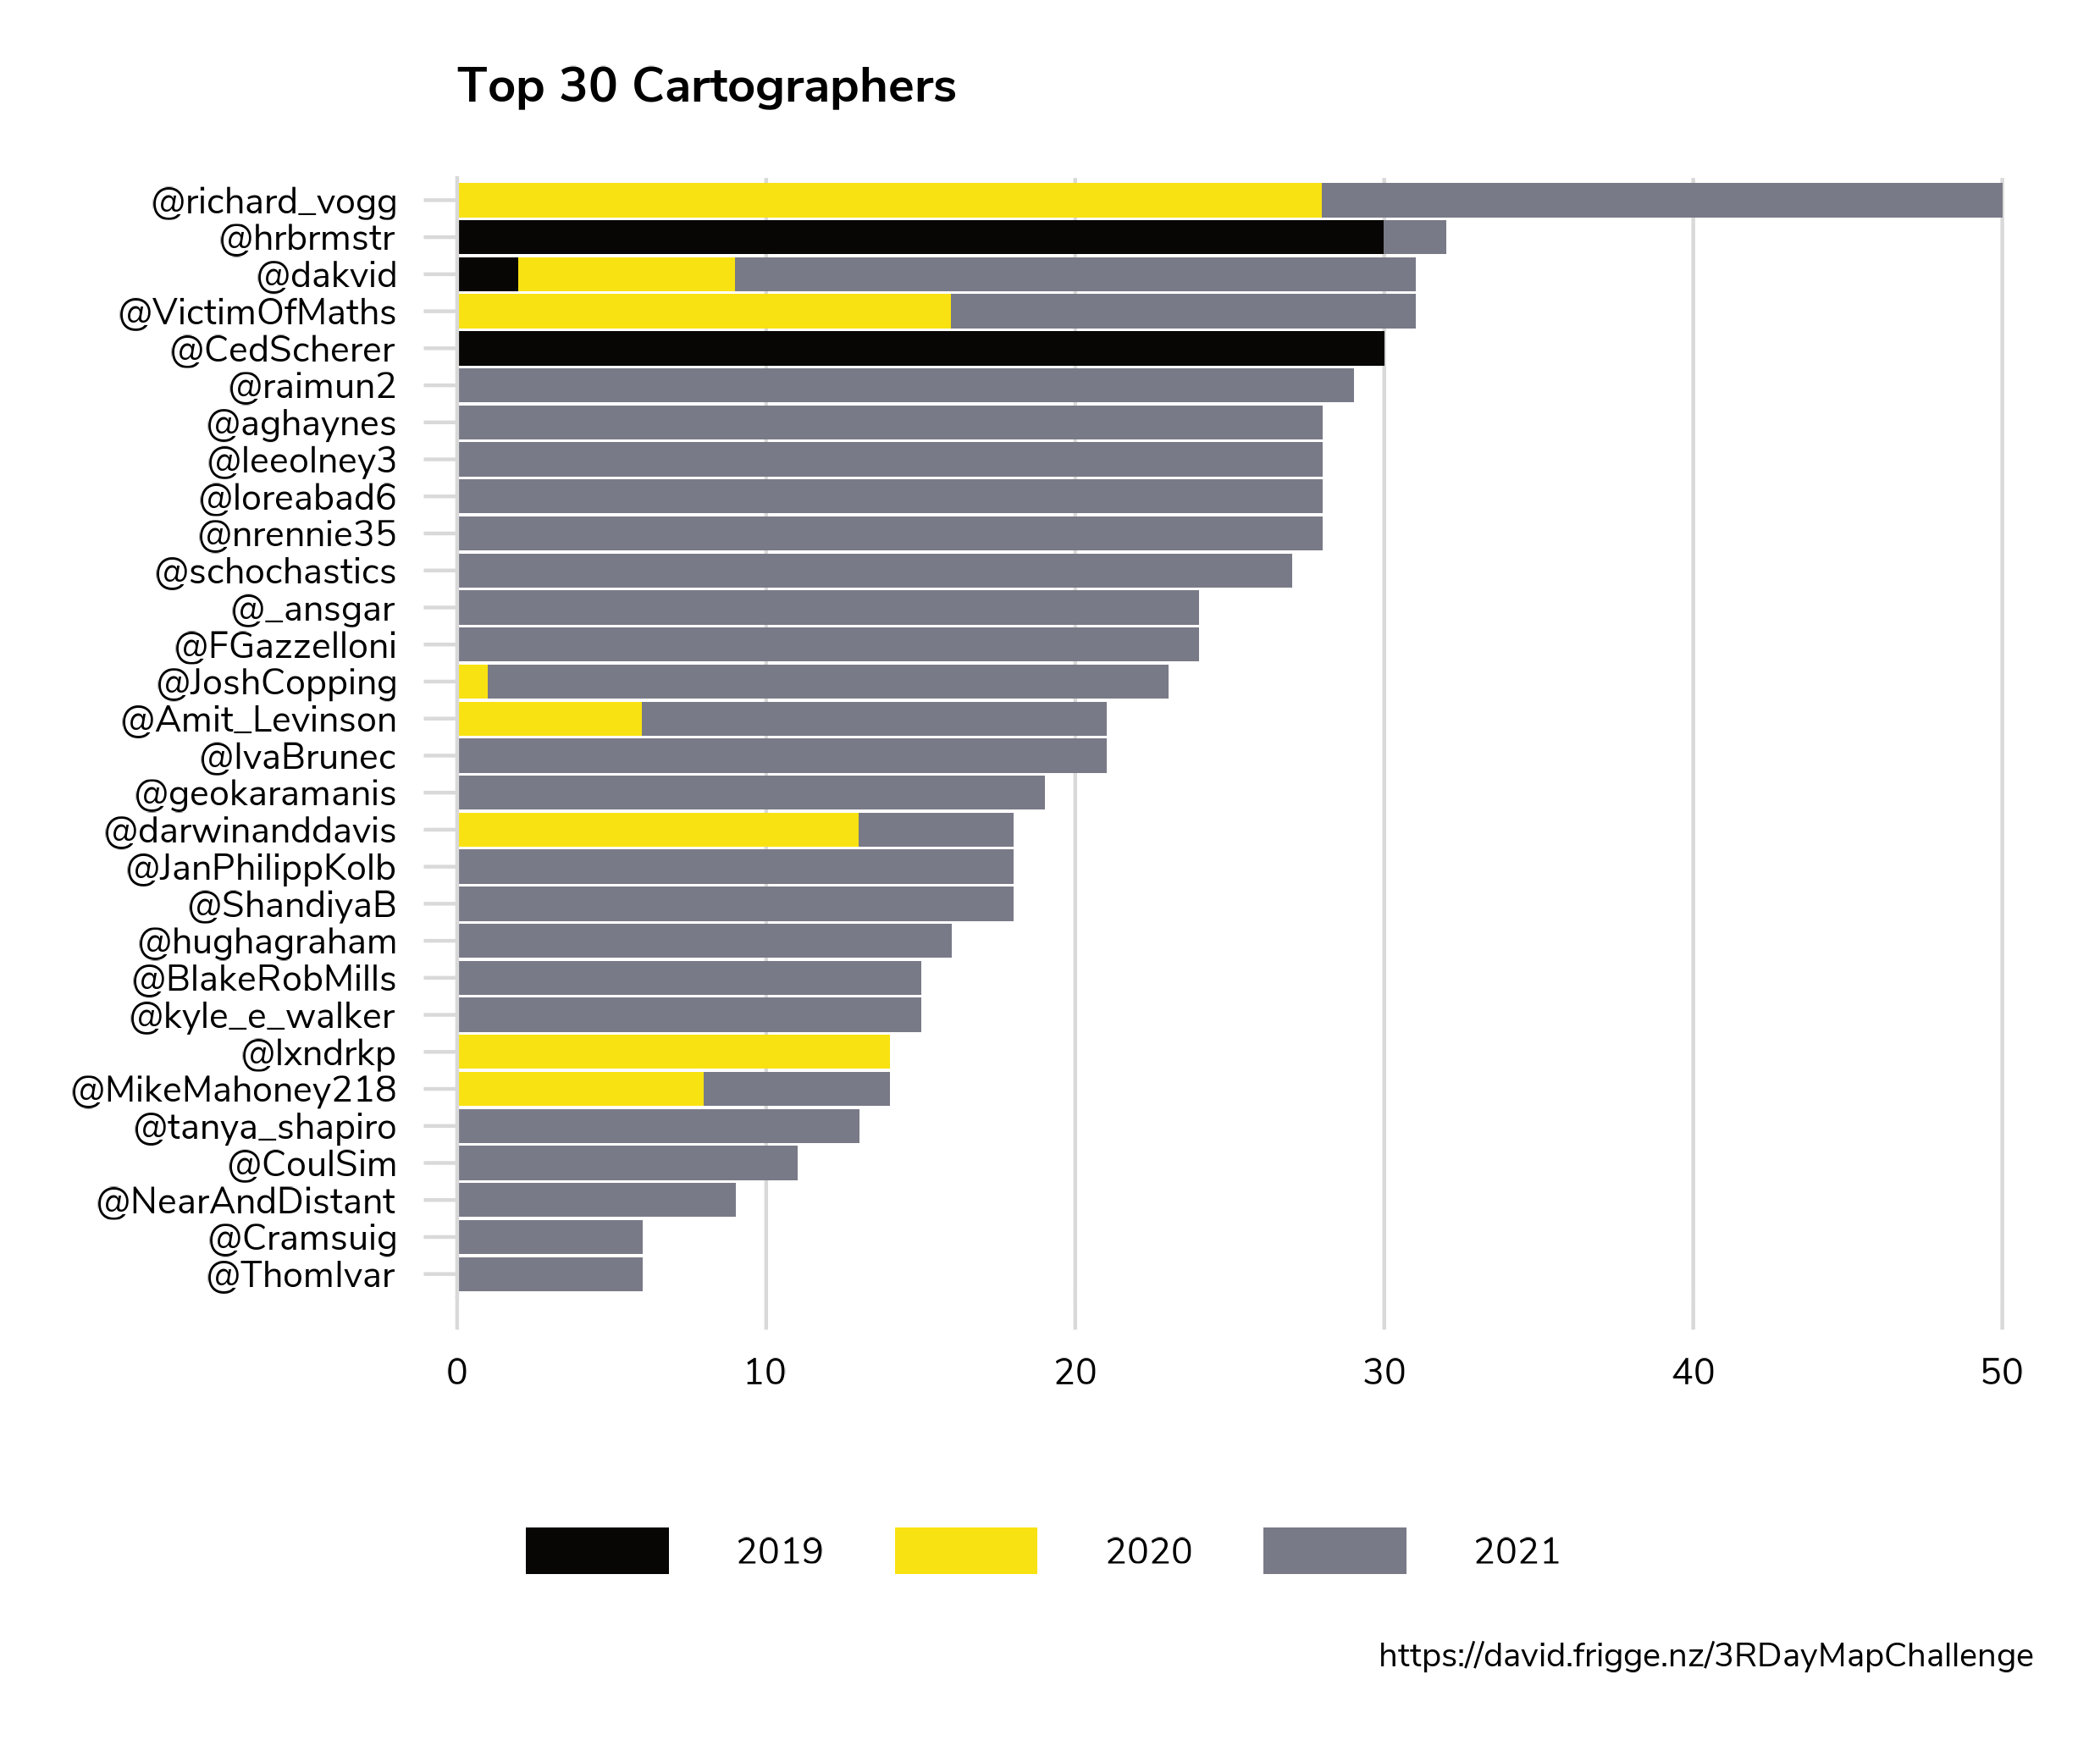 Top 30 Cartographers
@richard_vogg
@hrbrmstr
@dakvid
@VictimOfMaths
@CedScherer
@raimun2
@aghaynes
@leeolney3
@loreabad6
@nrennie35
@schochastics
@_ansgar
@FGazzelloni
@JoshCopping
@Amit_Levinson
@IvaBrunec
@geokaramanis
@darwinanddavis
@JanPhilippKolb
@ShandiyaB
@hughagraham
@BlakeRobMills
@kyle_e_walker
@lxndrkp
@MikeMahoney218
@tanya_shapiro
@CoulSim
@NearAndDistant
@Cramsuig
@ThomIvar
0 10 20 30 40 50
2019 2020 2021
https://david.frigge.nz/3RDayMapChallenge